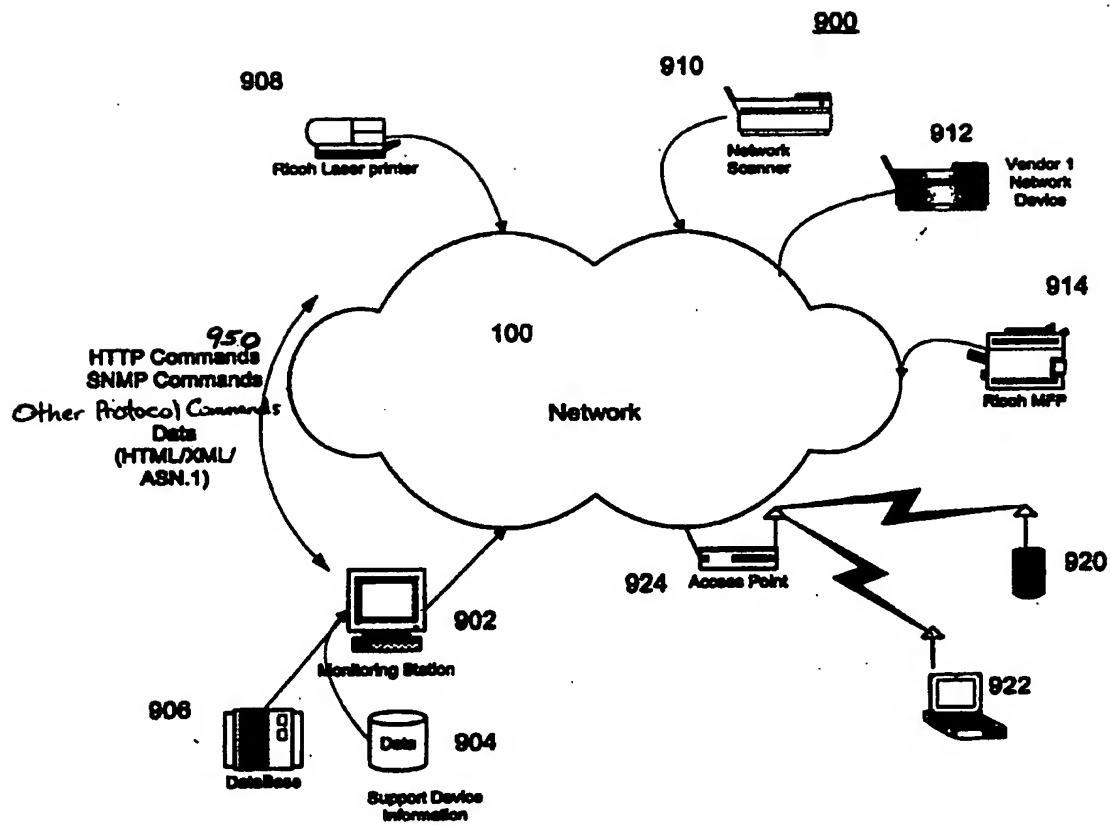 900
908
Ricoh Laser printer
910
Network
Scanner
912
Vendor 1
Network
Device
914
Ricoh MFP
100
Network
950
HTTP Commands
SNMP Commands
Other Protocol Commands
Data
(HTML/XML/
ASN.1)
924
Access Point
920
922
902
Monitoring Station
906
DataBase
Data
904
Support Device
Information